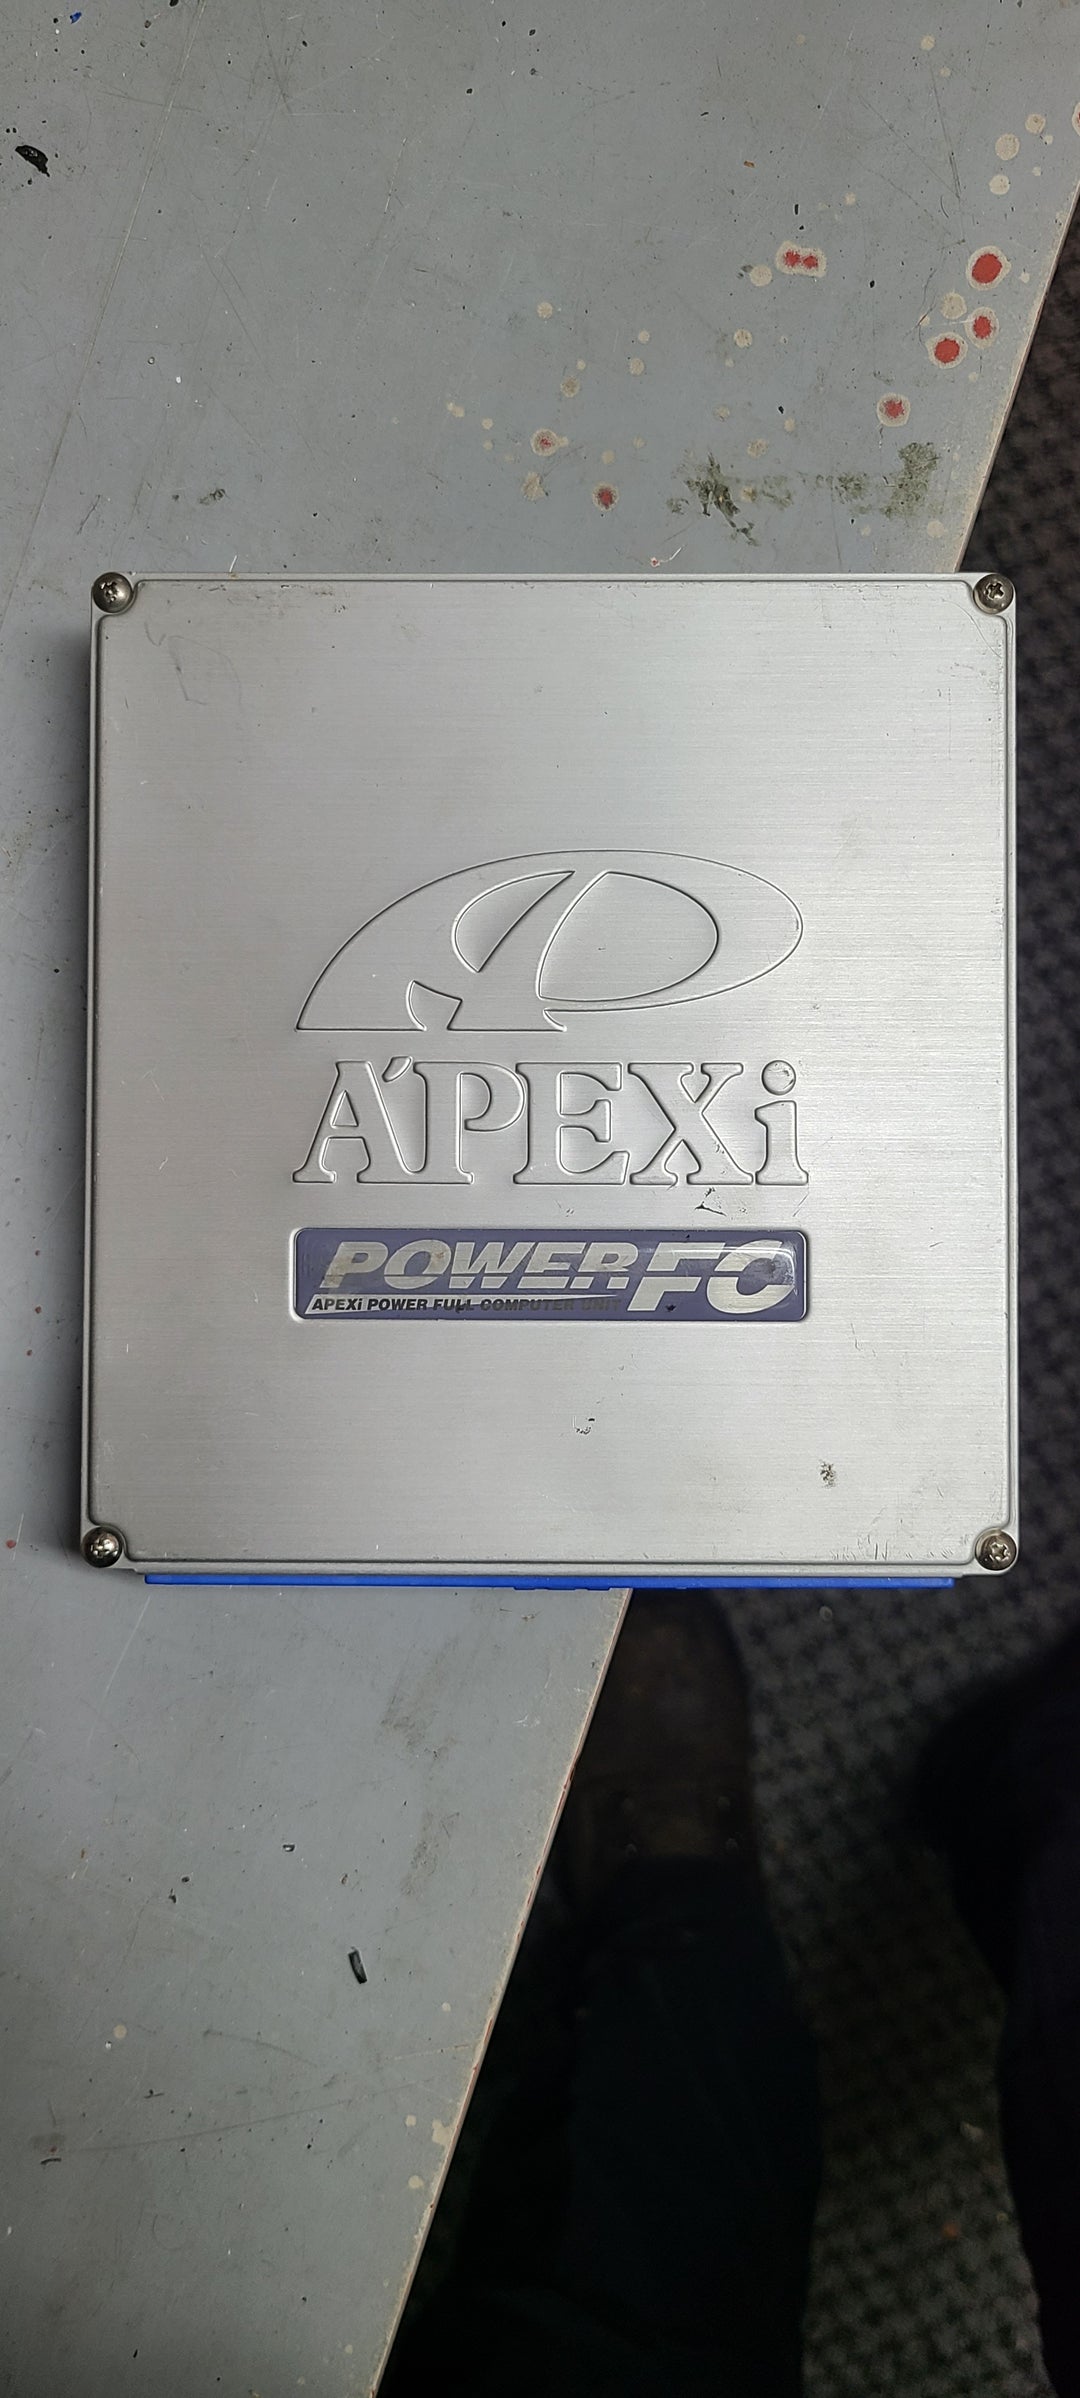 A'PEXi
POWER FC
APEXi POWER FULL COMPUTER UNIT